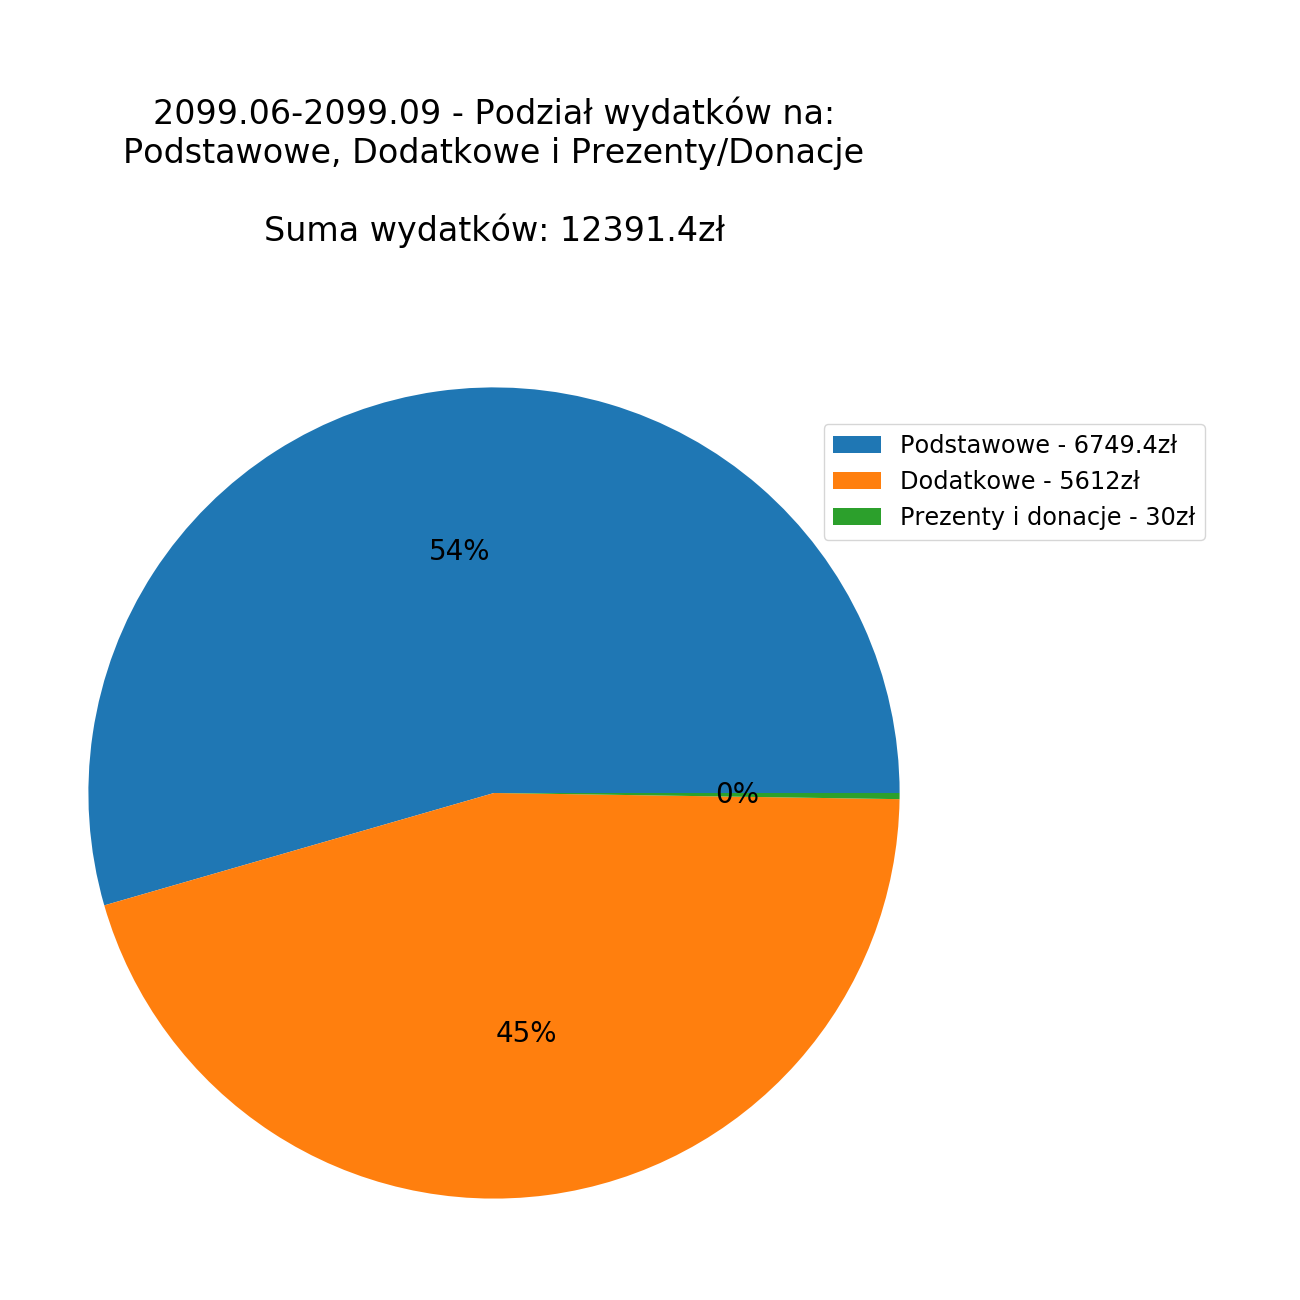 2099.06-2099.09 - Podział wydatków na:
Podstawowe, Dodatkowe i Prezenty/Donacje
Suma wydatków: 12391.4zł
Podstawowe - 6749.4zł
Dodatkowe - 5612zł
Prezenty i donacje - 30zł
54%
0%
45%